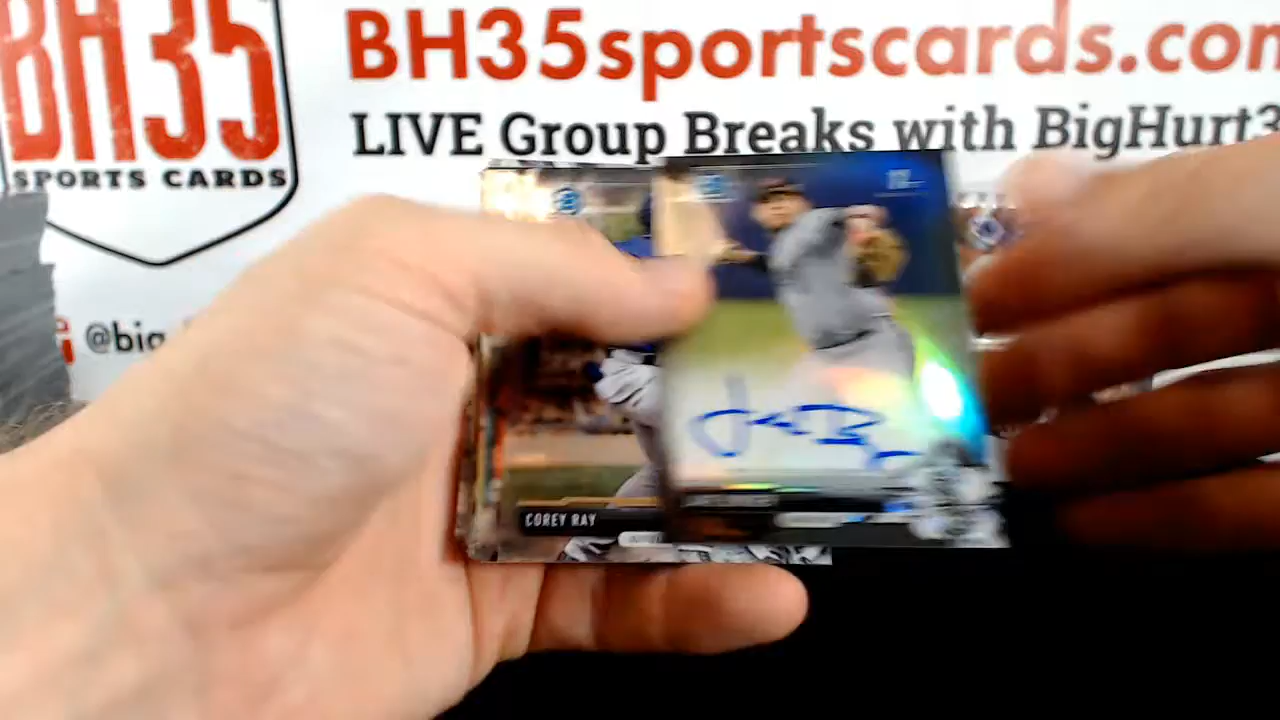 BH35
SPORTS CARDS
BH35sportscards.com
LIVE Group Breaks with BigHurt3
@big
COREY RAY